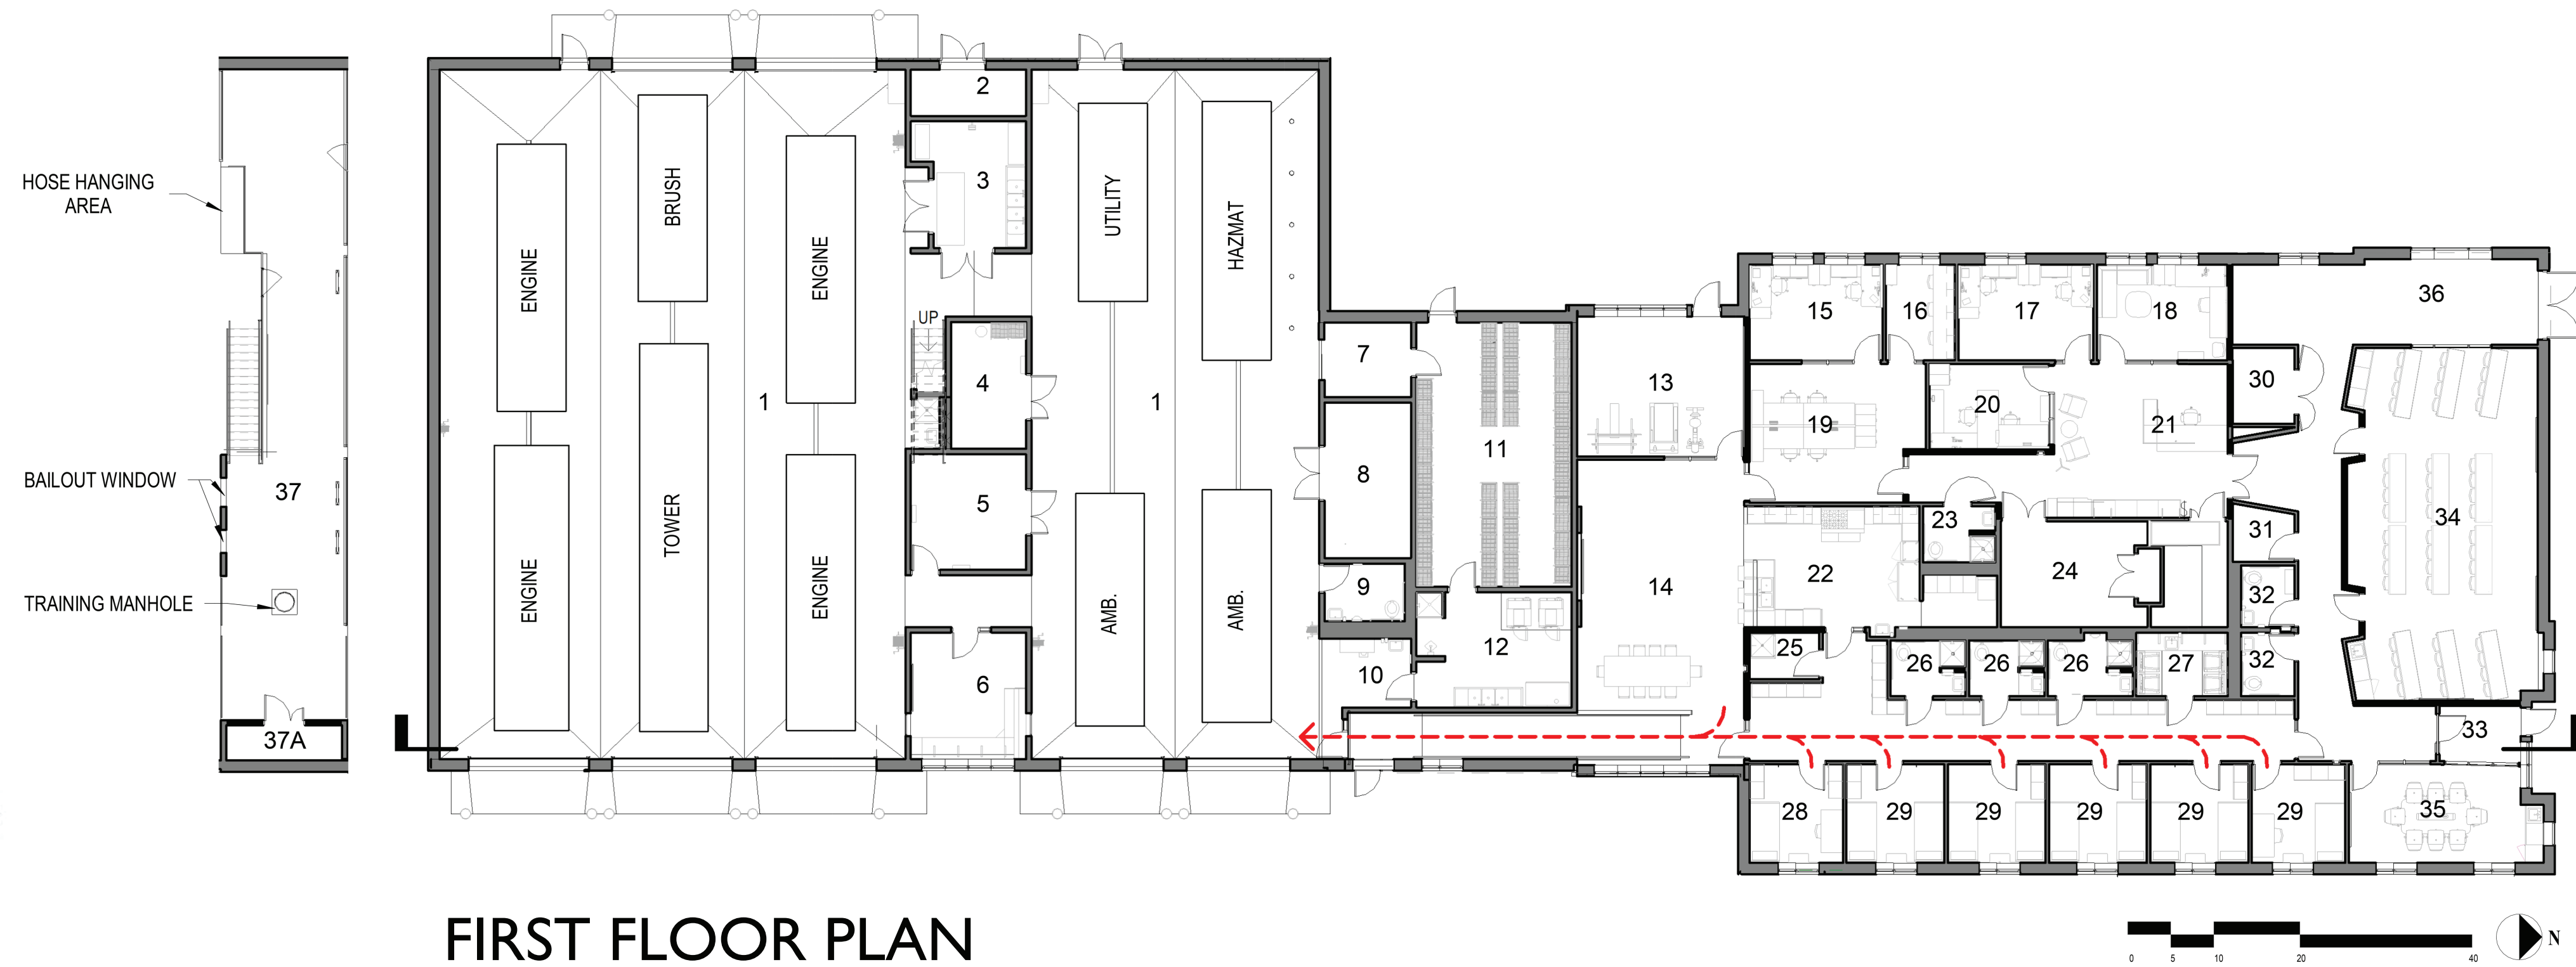 HOSE HANGING
AREA
BAILOUT WINDOW
37
TRAINING MANHOLE
37A
ENGINE
BRUSH
ENGINE
ENGINE
TOWER
ENGINE
1
2
3
UP
4
5
6
UTILITY
HAZMAT
1
AMB.
AMB.
7
8
9
10
11
12
13
14
15
16
17
18
19
20
21
22
23
24
25
26
26
26
27
28
29
29
29
29
29
30
31
32
32
33
34
35
36
FIRST FLOOR PLAN
0 5 10 20 40
N